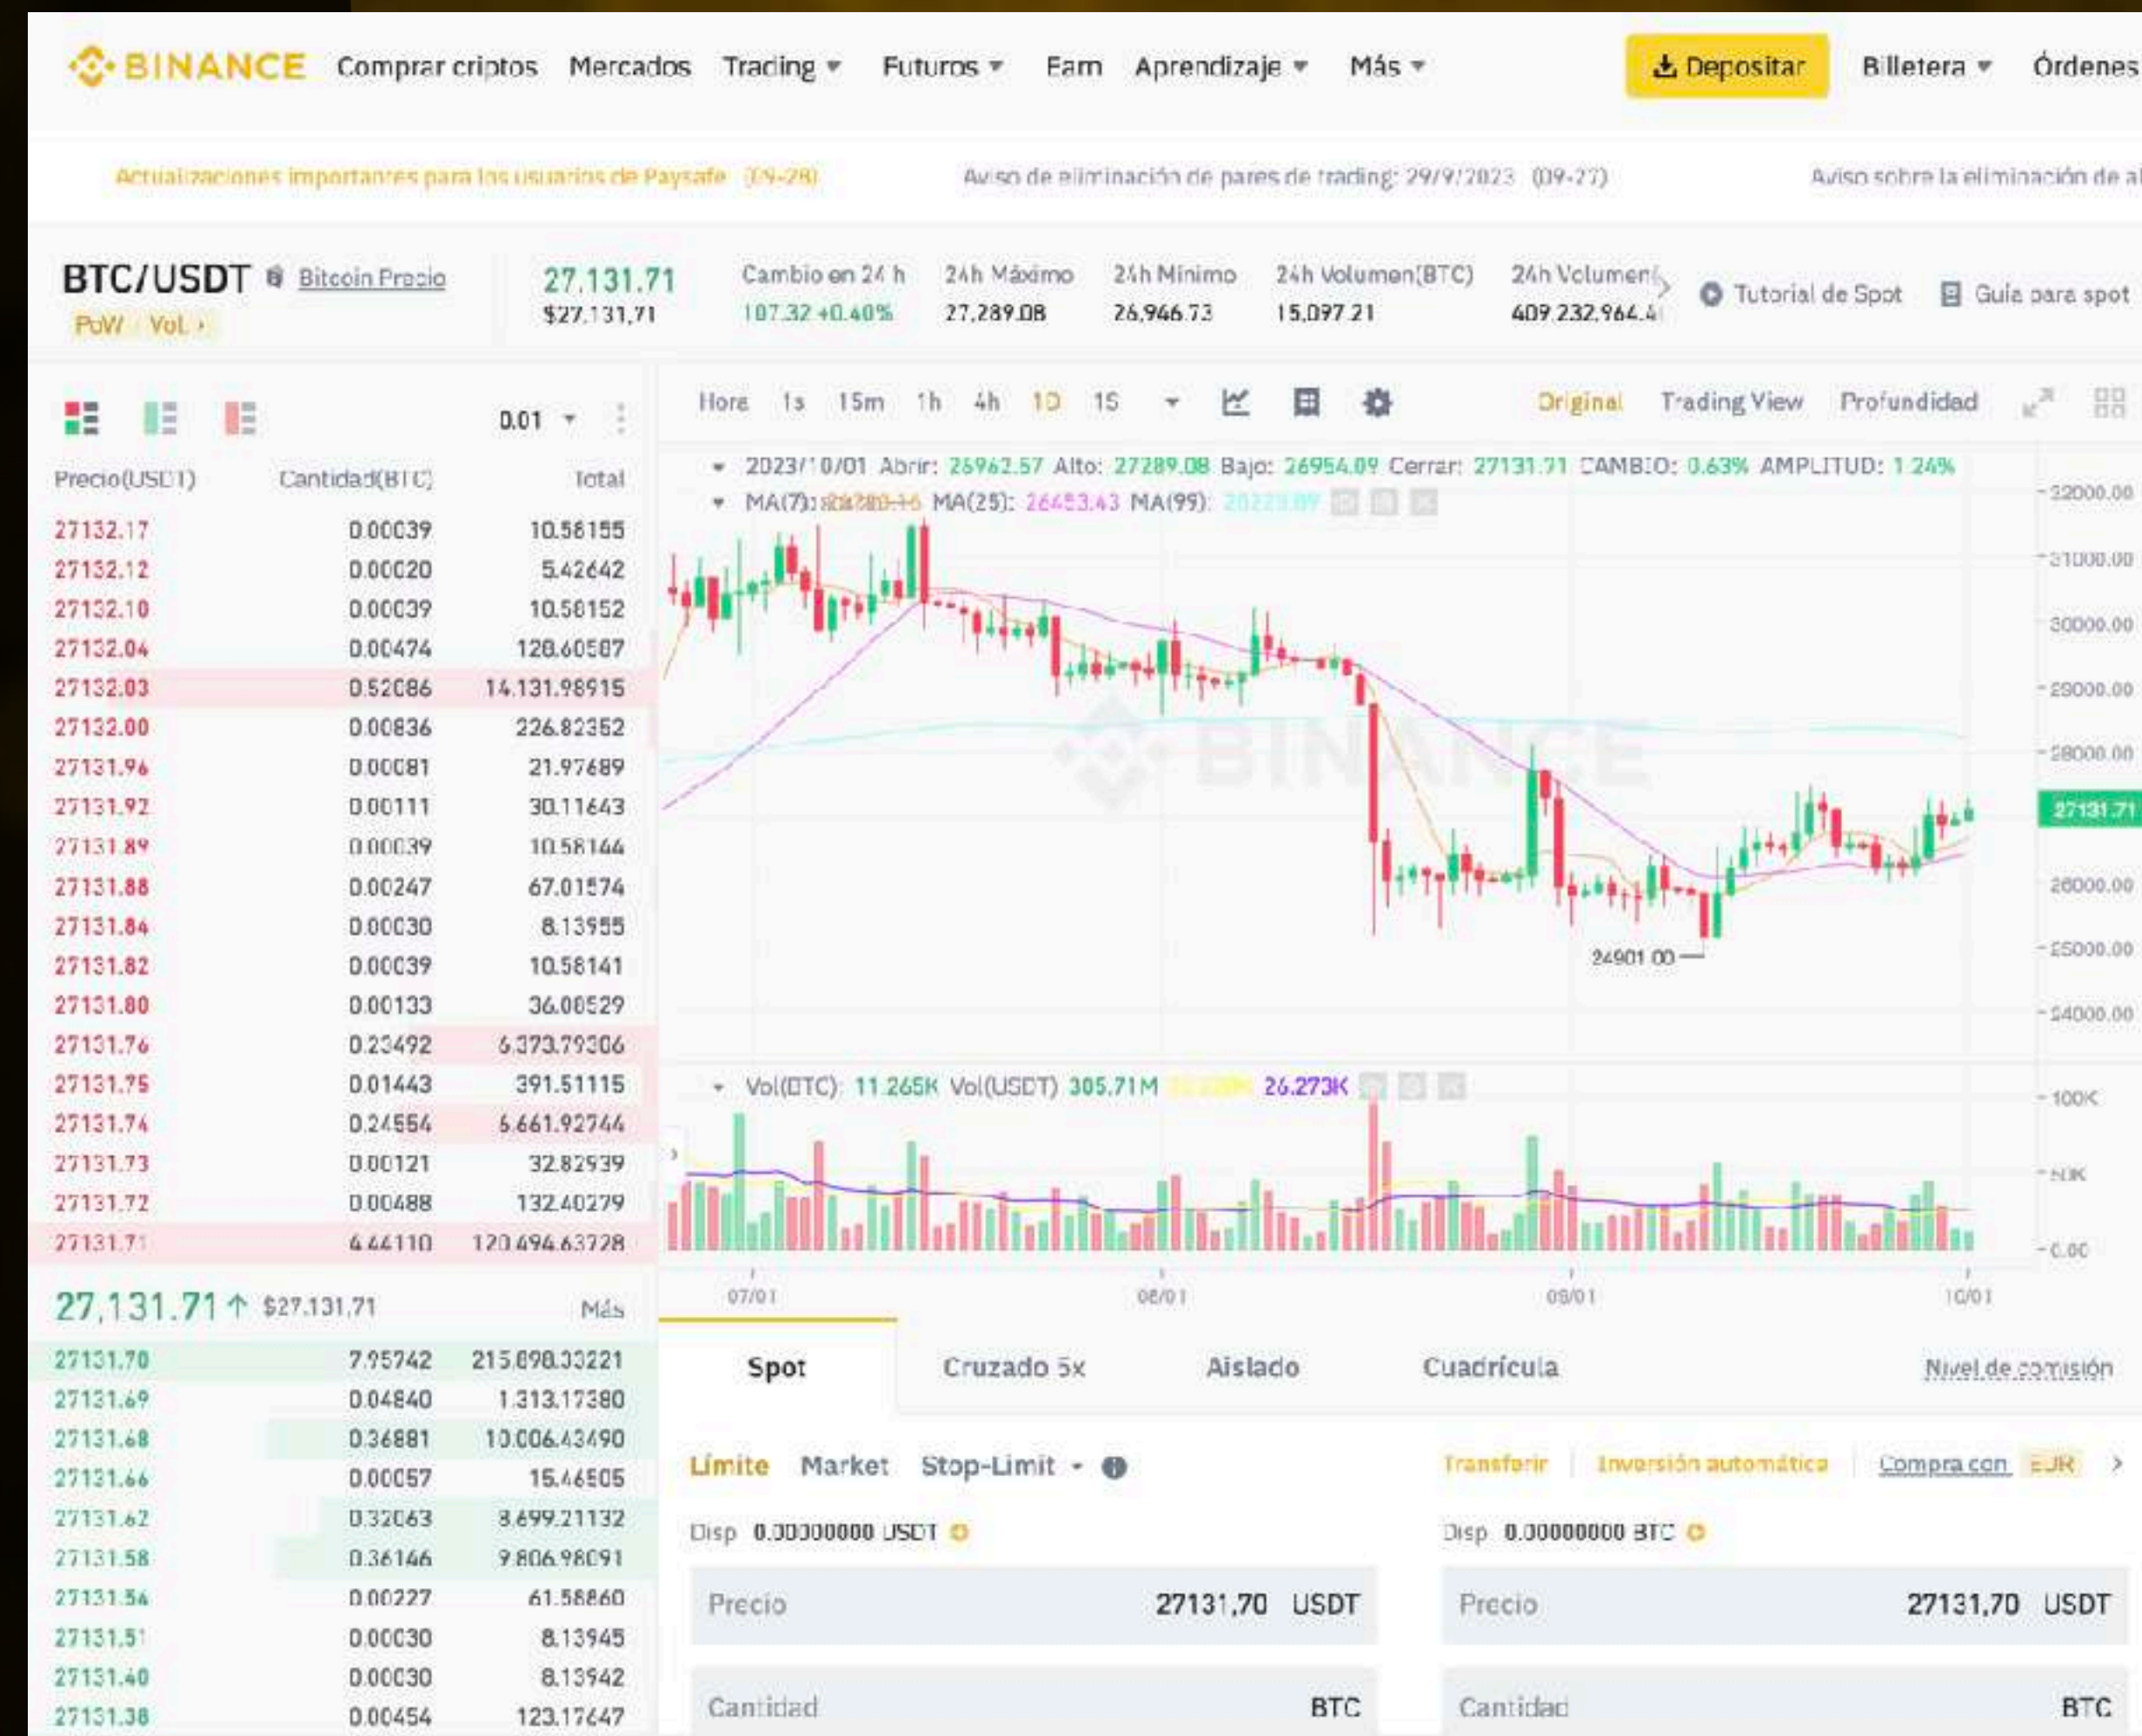 BINANCE Comprar criptos Mercados Trading Futuros Earn Aprendizaje Más Depositar Billetera Órdenes
Actualizaciones importantes para los usuarios de Paysafe (09-28) Aviso de eliminación de pares de trading: 29/9/2023 (09-27) Aviso sobre la eliminación de al
BTC/USDT Bitcoin Precio
PoW Vol.
27,131.71
$27.131,71
Cambio en 24 h
107.32 +0.40%
24h Máximo
27,289.08
24h Mínimo
26,946.73
24h Volumen(BTC)
15,097.21
24h Volumen(
409,232,964.4
Tutorial de Spot Guía para spot
0.01
Precio(USDT) Cantidad(BTC) Total
27132.17 0.00039 10.58155
27132.12 0.00020 5.42642
27132.10 0.00039 10.58152
27132.04 0.00474 128.60587
27132.03 0.52086 14.131.98915
27132.00 0.00836 226.82352
27131.96 0.00081 21.97689
27131.92 0.00111 30.11643
27131.89 0.00039 10.58144
27131.88 0.00247 67.01574
27131.84 0.00030 8.13955
27131.82 0.00039 10.58141
27131.80 0.00133 36.08529
27131.76 0.23492 6.373.79306
27131.75 0.01443 391.51115
27131.74 0.24554 6.661.92744
27131.73 0.00121 32.82939
27131.72 0.00488 132.40279
27131.71 4.44110 120.494.63728
27,131.71 $27.131,71 Más
27131.70 7.95742 215.898.33221
27131.69 0.04840 1.313.17380
27131.68 0.36881 10.006.43490
27131.66 0.00057 15.46505
27131.62 0.32063 8.699.21132
27131.58 0.36146 9.806.98091
27131.54 0.00227 61.58860
27131.51 0.00030 8.13945
27131.40 0.00030 8.13942
27131.38 0.00454 123.17647
Hora 1s 15m 1h 4h 1D 1S Original Trading View Profundidad
2023/10/01 Abrir: 26962.57 Alto: 27289.08 Bajo: 26954.09 Cerrar: 27131.71 CAMBIO: 0.63% AMPLITUD: 1.24%
MA(7): MA(25): 26453.43 MA(99):
32000.00
31000.00
30000.00
29000.00
BINANCE
28000.00
27131.71
26000.00
24901.00
25000.00
24000.00
Vol(BTC): 11.265K Vol(USDT) 305.71M 26.273K
100K
50K
0.00
07/01 08/01 09/01 10/01
Spot Cruzado 5x Aislado Cuadrícula Nivel de comisión
Límite Market Stop-Limit Transferir Inversión automática Compra con EUR
Disp 0.00000000 USDT Disp 0.00000000 BTC
Precio 27131,70 USDT Precio 27131,70 USDT
Cantidad BTC Cantidad BTC